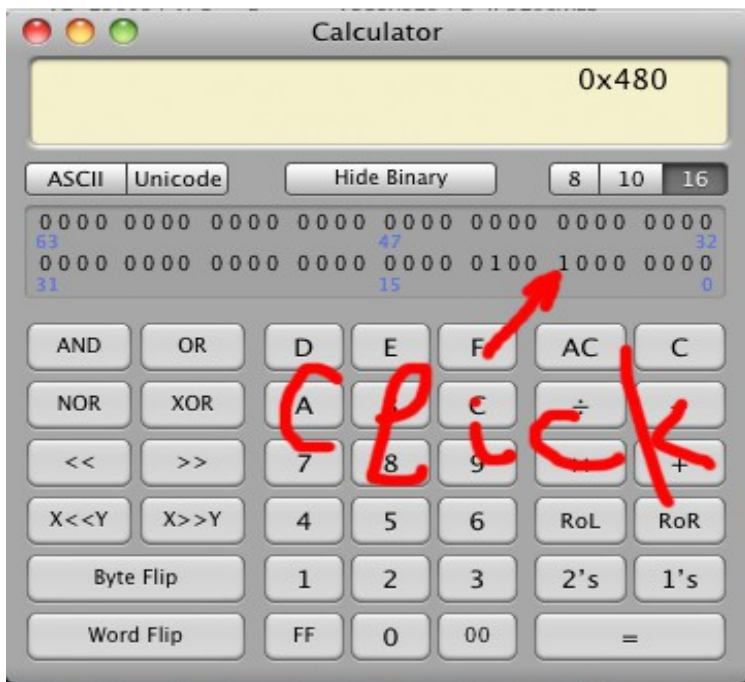 Calculator
0x480
ASCII Unicode Hide Binary 8 10 16
0000 0000 0000 0000 0000 0000 0000 0000
63 47 32
0000 0000 0000 0000 0000 0100 1000 0000
31 15 0
AND OR D E F AC C
NOR XOR A C ÷
<< >> 7 8 9 +
Click
X<<Y X>>Y 4 5 6 RoL RoR
Byte Flip 1 2 3 2's 1's
Word Flip FF 0 00 =